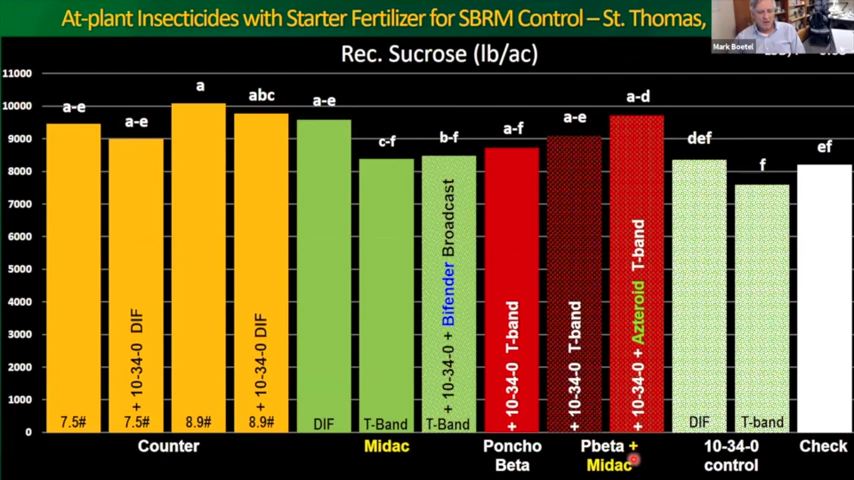 At-plant Insecticides with Starter Fertilizer for SBRM Control – St. Thomas,
Mark Boetel
Rec. Sucrose (lb/ac)
11000
10000
9000
8000
7000
6000
5000
4000
3000
2000
1000
0
a-e
a-e
a
abc
a-e
c-f
b-f
a-f
a-e
a-d
def
f
ef
+ 10-34-0 DIF
+ 10-34-0 DIF
+ 10-34-0 + Bifender Broadcast
+ 10-34-0 T-band
+ 10-34-0 T-band
+ 10-34-0 + Azteroid T-band
7.5#
7.5#
8.9#
8.9#
DIF
T-Band
T-Band
DIF
T-band
Counter
Midac
Poncho
Beta
Pbeta +
Midac
10-34-0
control
Check